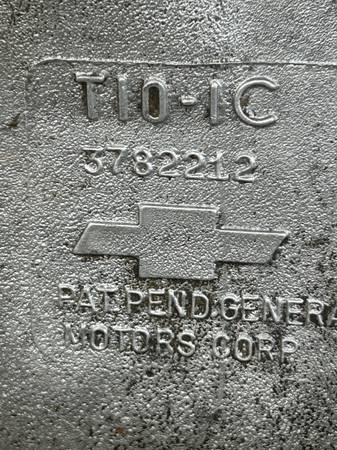 T10-1C
3782212
PAT. PEND. GENERA
MOTORS CORP